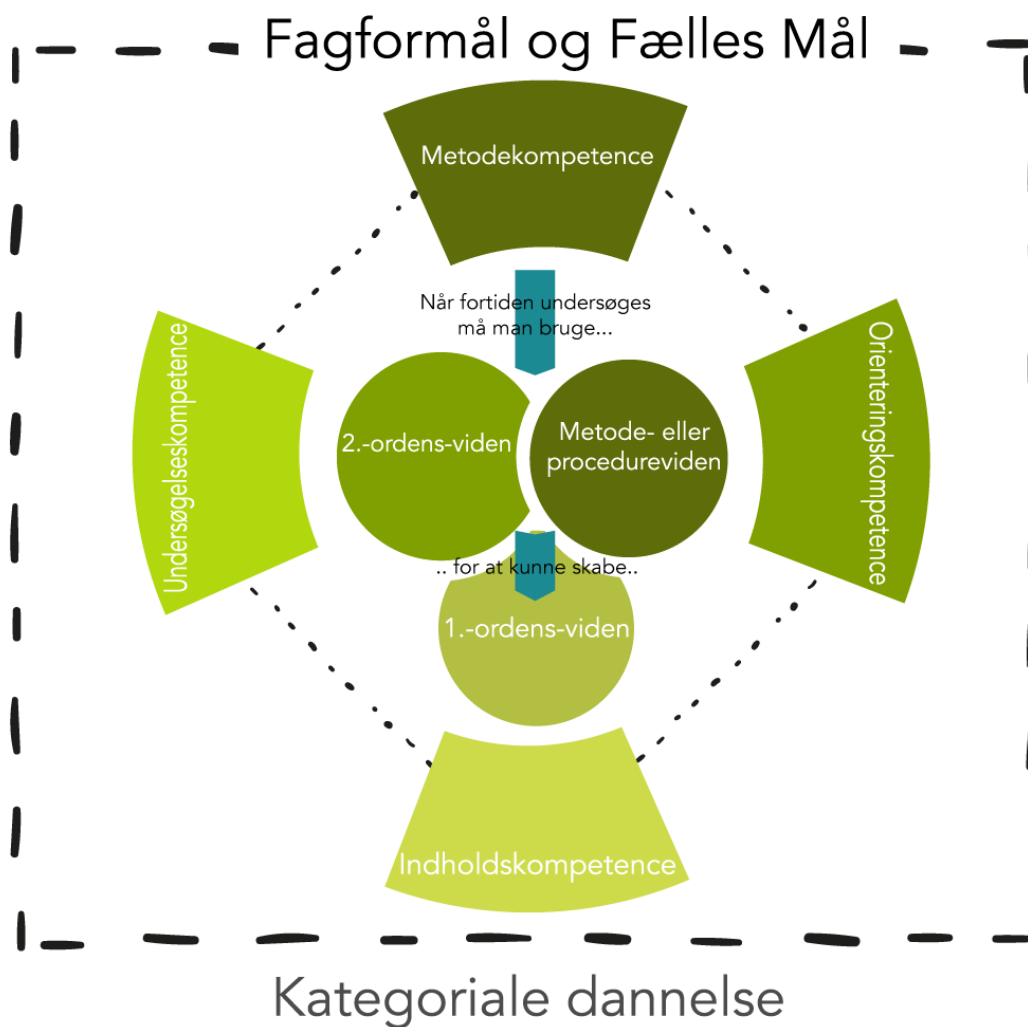 Fagformål og Fælles Mål
Metodekompetence
Når fortiden undersøges
må man bruge...
Undersøgelseskompetence
Orienteringskompetence
2.-ordens-viden
Metode- eller
procedureviden
.. for at kunne skabe..
1.-ordens-viden
Indholdskompetence
Kategoriale dannelse